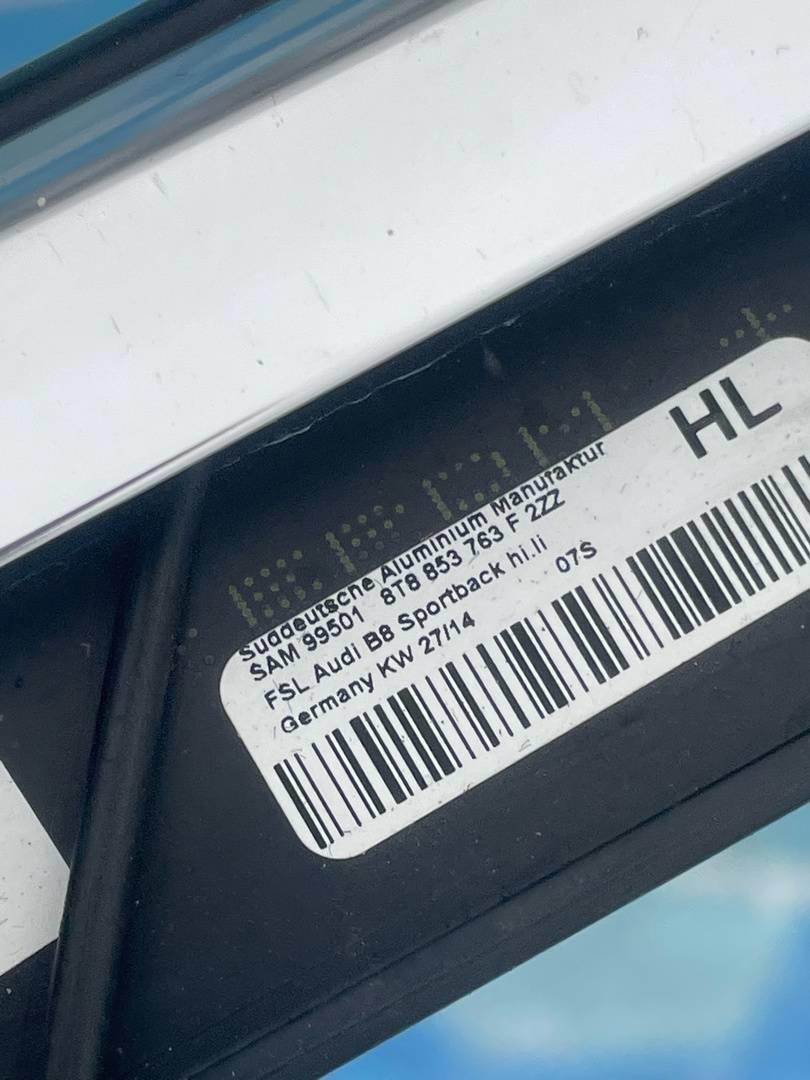 HL
Süddeutsche Aluminium Manufaktur
SAM 99501 8T8 853 763 F 2ZZ
FSL Audi B8 Sportback hi.li
Germany KW 27/14 07S